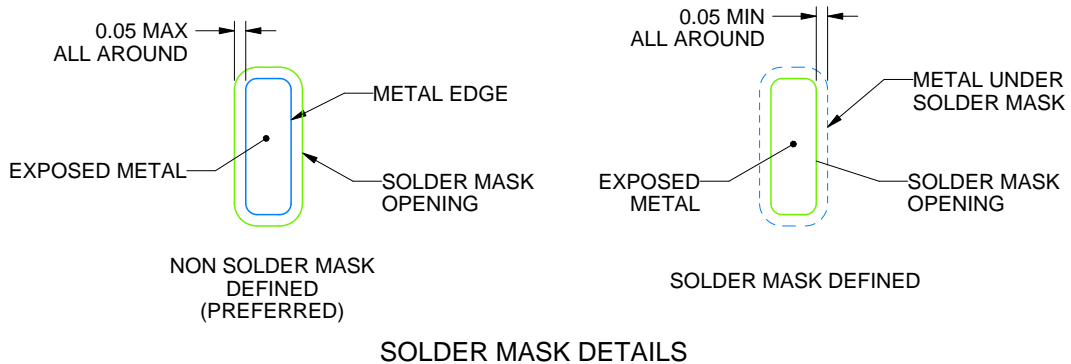 0.05 MAX
ALL AROUND
METAL EDGE
EXPOSED METAL
SOLDER MASK
OPENING
NON SOLDER MASK
DEFINED
(PREFERRED)
0.05 MIN
ALL AROUND
METAL UNDER
SOLDER MASK
EXPOSED
METAL
SOLDER MASK
OPENING
SOLDER MASK DEFINED
SOLDER MASK DETAILS